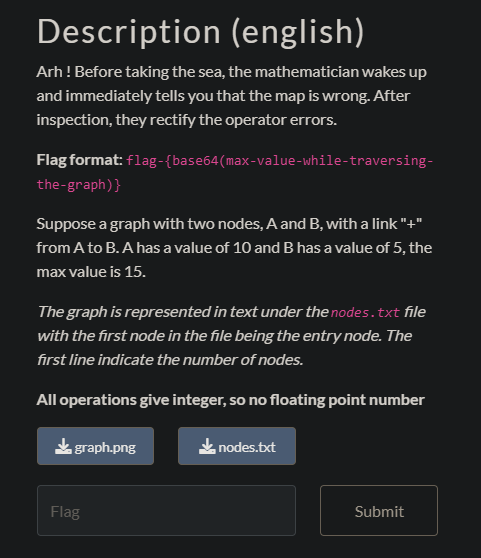 Description (english)
Arh ! Before taking the sea, the mathematician wakes up
and immediately tells you that the map is wrong. After
inspection, they rectify the operator errors.
Flag format: flag-{base64(max-value-while-traversing-
the-graph)}
Suppose a graph with two nodes, A and B, with a link "+"
from A to B. A has a value of 10 and B has a value of 5, the
max value is 15.
The graph is represented in text under the nodes.txt file
with the first node in the file being the entry node. The
first line indicate the number of nodes.
All operations give integer, so no floating point number
graph.png nodes.txt
Flag Submit